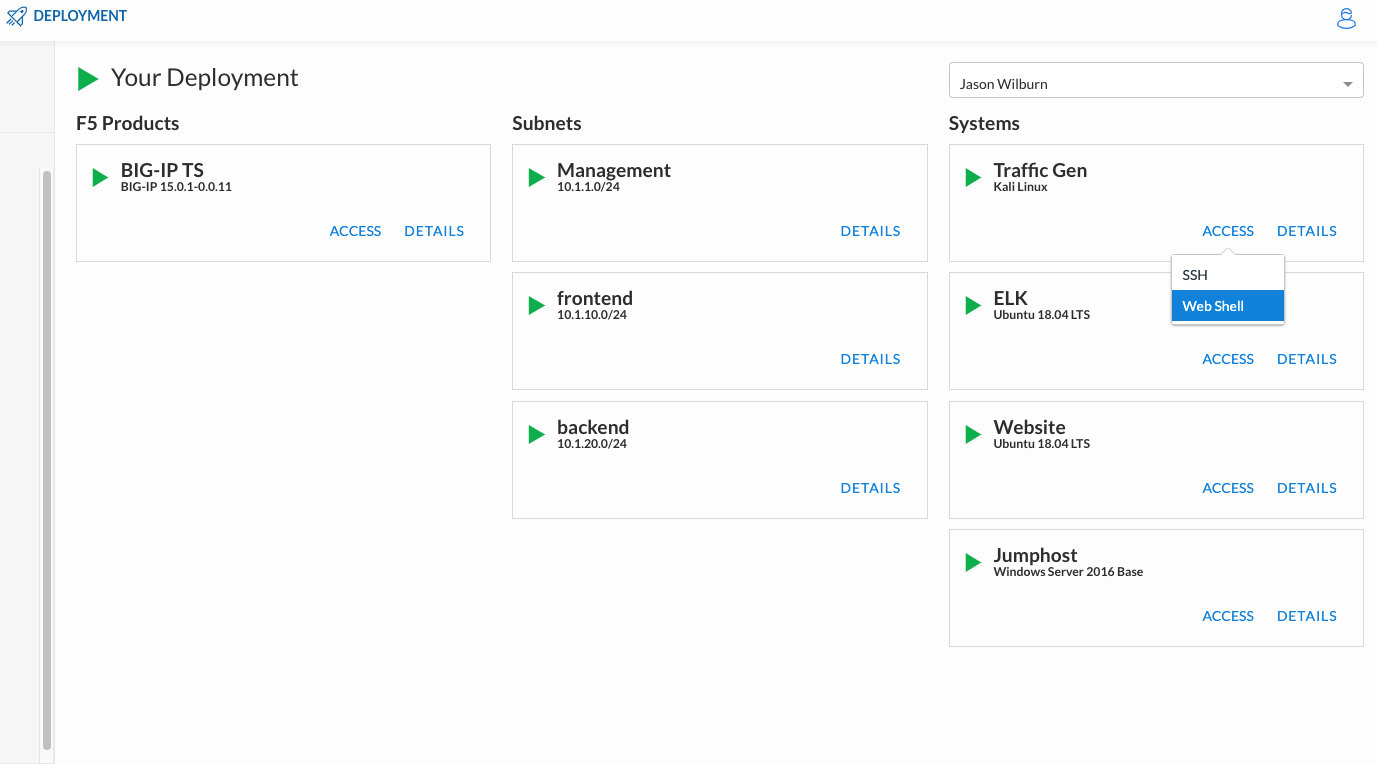 DEPLOYMENT
Your Deployment
Jason Wilburn
F5 Products
BIG-IP TS
BIG-IP 15.0.1-0.0.11
ACCESS DETAILS
Subnets
Management
10.1.1.0/24
DETAILS
frontend
10.1.10.0/24
DETAILS
backend
10.1.20.0/24
DETAILS
Systems
Traffic Gen
Kali Linux
ACCESS DETAILS
SSH
Web Shell
ELK
Ubuntu 18.04 LTS
ACCESS DETAILS
Website
Ubuntu 18.04 LTS
ACCESS DETAILS
Jumphost
Windows Server 2016 Base
ACCESS DETAILS